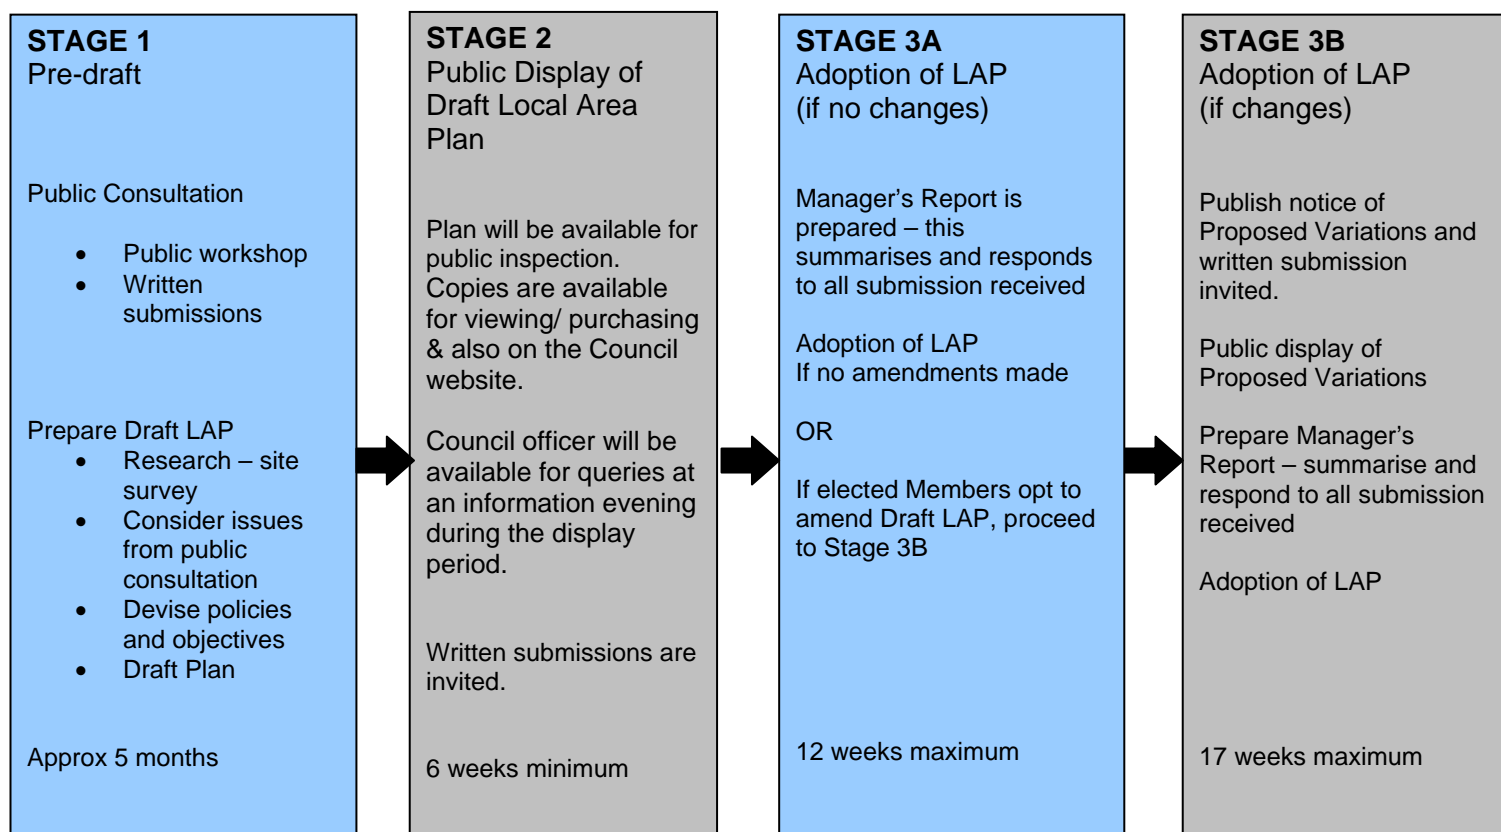 STAGE 1
Pre-draft
Public Consultation
• Public workshop
• Written
submissions
Prepare Draft LAP
• Research – site
survey
• Consider issues
from public
consultation
• Devise policies
and objectives
• Draft Plan
Approx 5 months
STAGE 2
Public Display of
Draft Local Area
Plan
Plan will be available for
public inspection.
Copies are available
for viewing/ purchasing
& also on the Council
website.
Council officer will be
available for queries at
an information evening
during the display
period.
Written submissions are
invited.
6 weeks minimum
STAGE 3A
Adoption of LAP
(if no changes)
Manager’s Report is
prepared – this
summarises and responds
to all submission received
Adoption of LAP
If no amendments made
OR
If elected Members opt to
amend Draft LAP, proceed
to Stage 3B
12 weeks maximum
STAGE 3B
Adoption of LAP
(if changes)
Publish notice of
Proposed Variations and
written submission
invited.
Public display of
Proposed Variations
Prepare Manager’s
Report – summarise and
respond to all submission
received
Adoption of LAP
17 weeks maximum